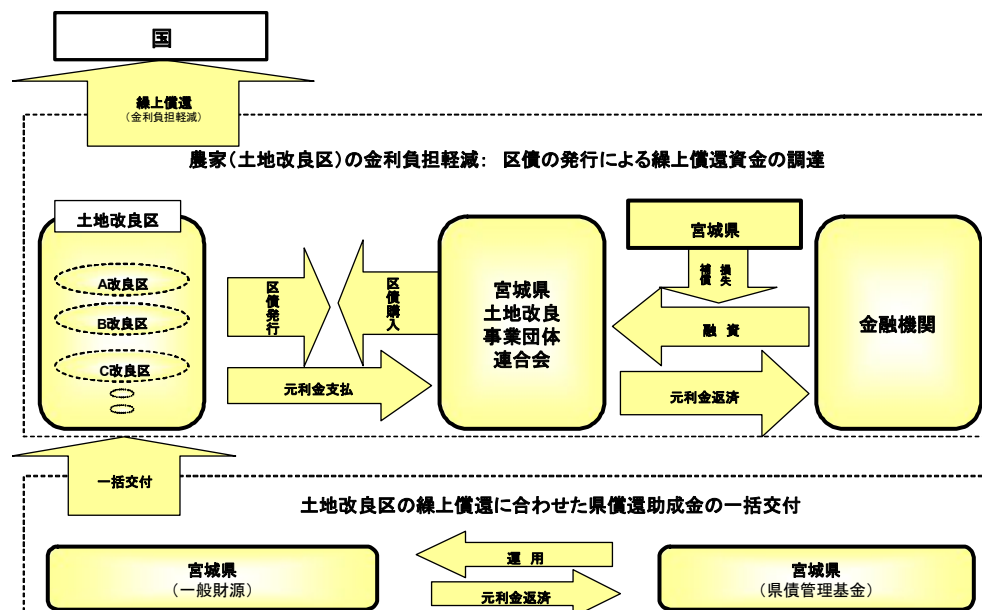 国
繰上償還
（金利負担軽減）
農家（土地改良区）の金利負担軽減： 区債の発行による繰上償還資金の調達
土地改良区
A改良区
B改良区
C改良区
区債発行
区債購入
元利金支払
宮城県
土地改良
事業団体
連合会
宮城県
損失
補償
融 資
元利金返済
金融機関
一括交付
土地改良区の繰上償還に合わせた県償還助成金の一括交付
宮城県
（一般財源）
運 用
元利金返済
宮城県
（県債管理基金）